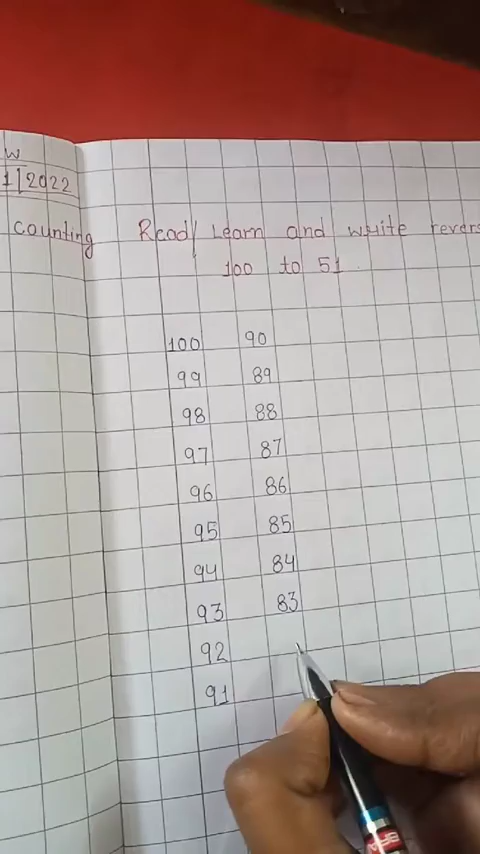 W
1/2022
counting
Read/ Learn and write revers
100 to 51.
100 90
99 89
98 88
97 87
96 86
95 85
94 84
93 83
92
91